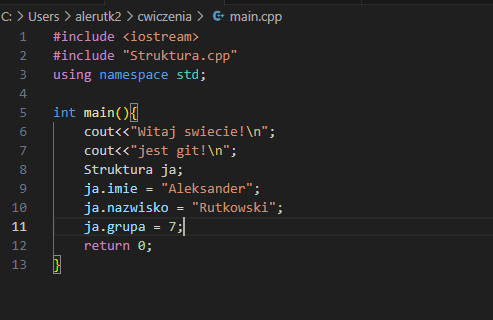 C: > Users > alerutk2 > cwiczenia > main.cpp
1 #include <iostream>
2 #include "Struktura.cpp"
3 using namespace std;
4
5 int main(){
6 cout<<"Witaj swiecie!\n";
7 cout<<"jest git!\n";
8 Struktura ja;
9 ja.imie = "Aleksander";
10 ja.nazwisko = "Rutkowski";
11 ja.grupa = 7;
12 return 0;
13 }